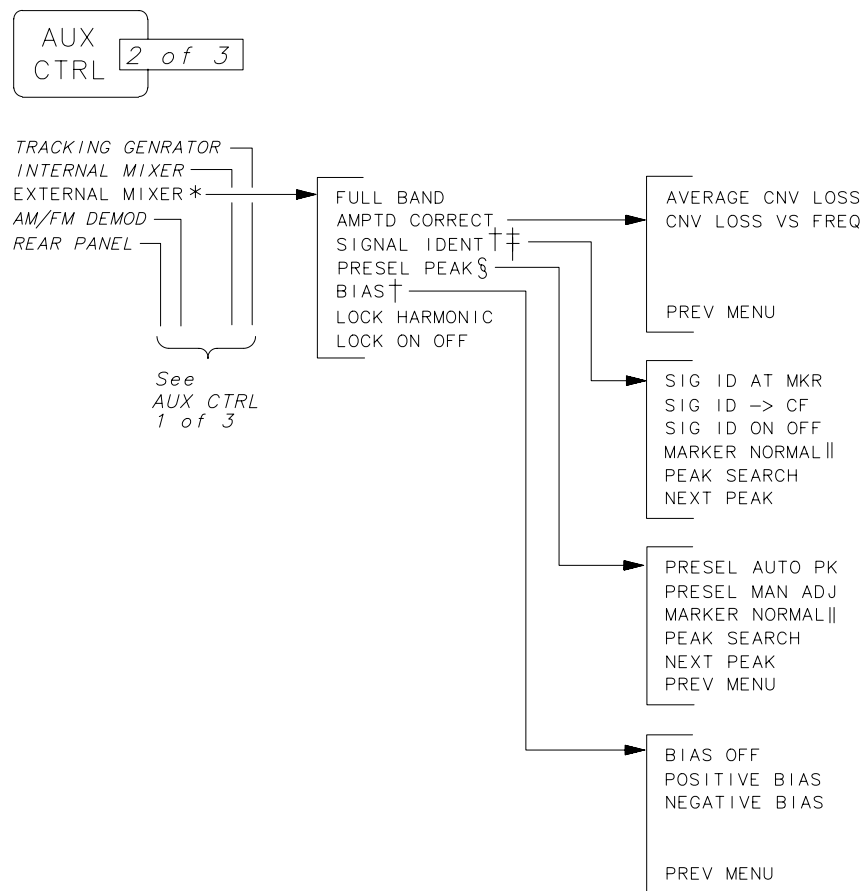 AUX
CTRL
2 of 3
TRACKING GENRATOR
INTERNAL MIXER
EXTERNAL MIXER*
AM/FM DEMOD
REAR PANEL
See
AUX CTRL
1 of 3
FULL BAND
AMPTD CORRECT
SIGNAL IDENT†‡
PRESEL PEAK§
BIAS†
LOCK HARMONIC
LOCK ON OFF
AVERAGE CNV LOSS
CNV LOSS VS FREQ
PREV MENU
SIG ID AT MKR
SIG ID -> CF
SIG ID ON OFF
MARKER NORMAL‖
PEAK SEARCH
NEXT PEAK
PRESEL AUTO PK
PRESEL MAN ADJ
MARKER NORMAL‖
PEAK SEARCH
NEXT PEAK
PREV MENU
BIAS OFF
POSITIVE BIAS
NEGATIVE BIAS
PREV MENU